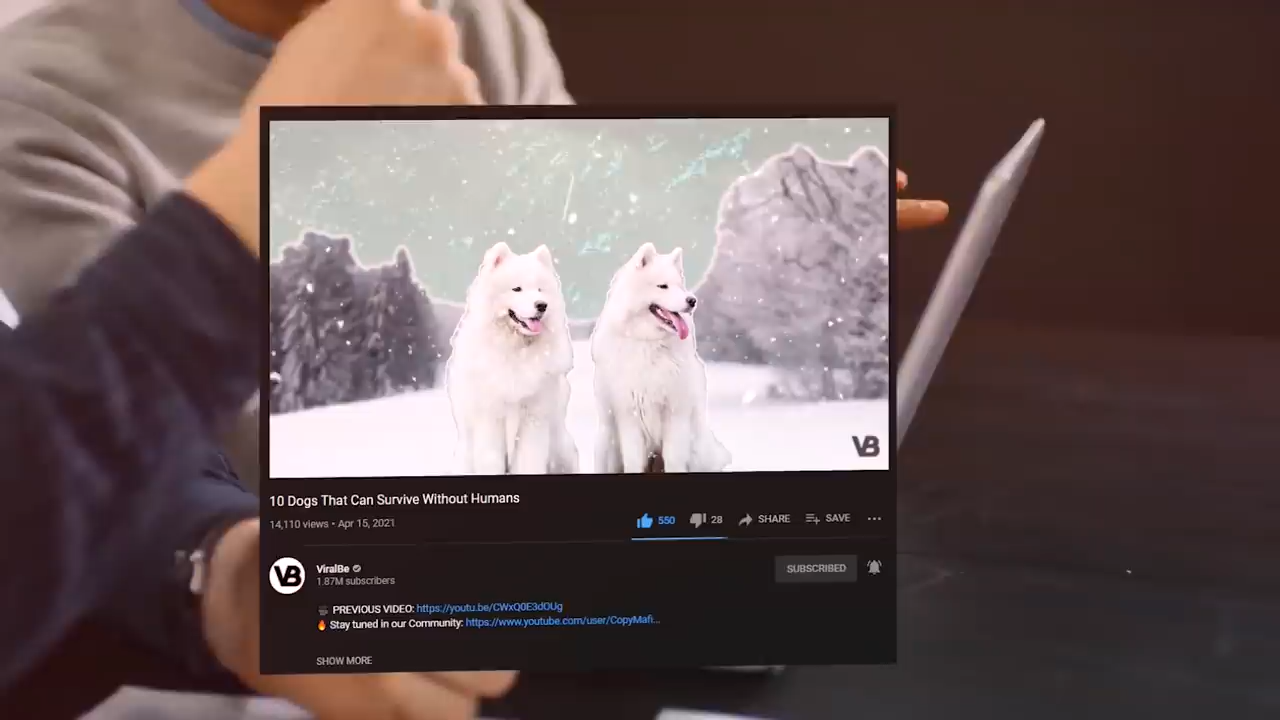 VB
10 Dogs That Can Survive Without Humans
14,110 views • Apr 15, 2021
550 28 SHARE SAVE
VB ViralBe
1.87M subscribers
SUBSCRIBED
PREVIOUS VIDEO: https://youtu.be/CWxQ0E3dOUg
Stay tuned in our Community: https://www.youtube.com/user/CopyMafi...
SHOW MORE